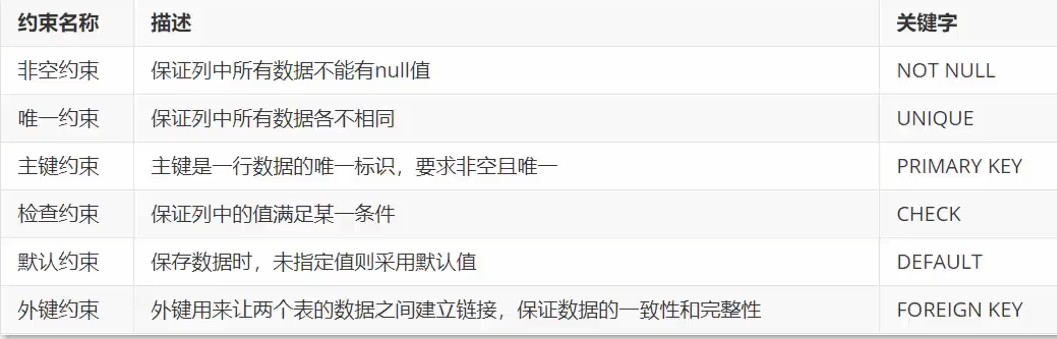 约束名称 描述 关键字
非空约束 保证列中所有数据不能有null值 NOT NULL
唯一约束 保证列中所有数据各不相同 UNIQUE
主键约束 主键是一行数据的唯一标识，要求非空且唯一 PRIMARY KEY
检查约束 保证列中的值满足某一条件 CHECK
默认约束 保存数据时，未指定值则采用默认值 DEFAULT
外键约束 外键用来让两个表的数据之间建立链接，保证数据的一致性和完整性 FOREIGN KEY